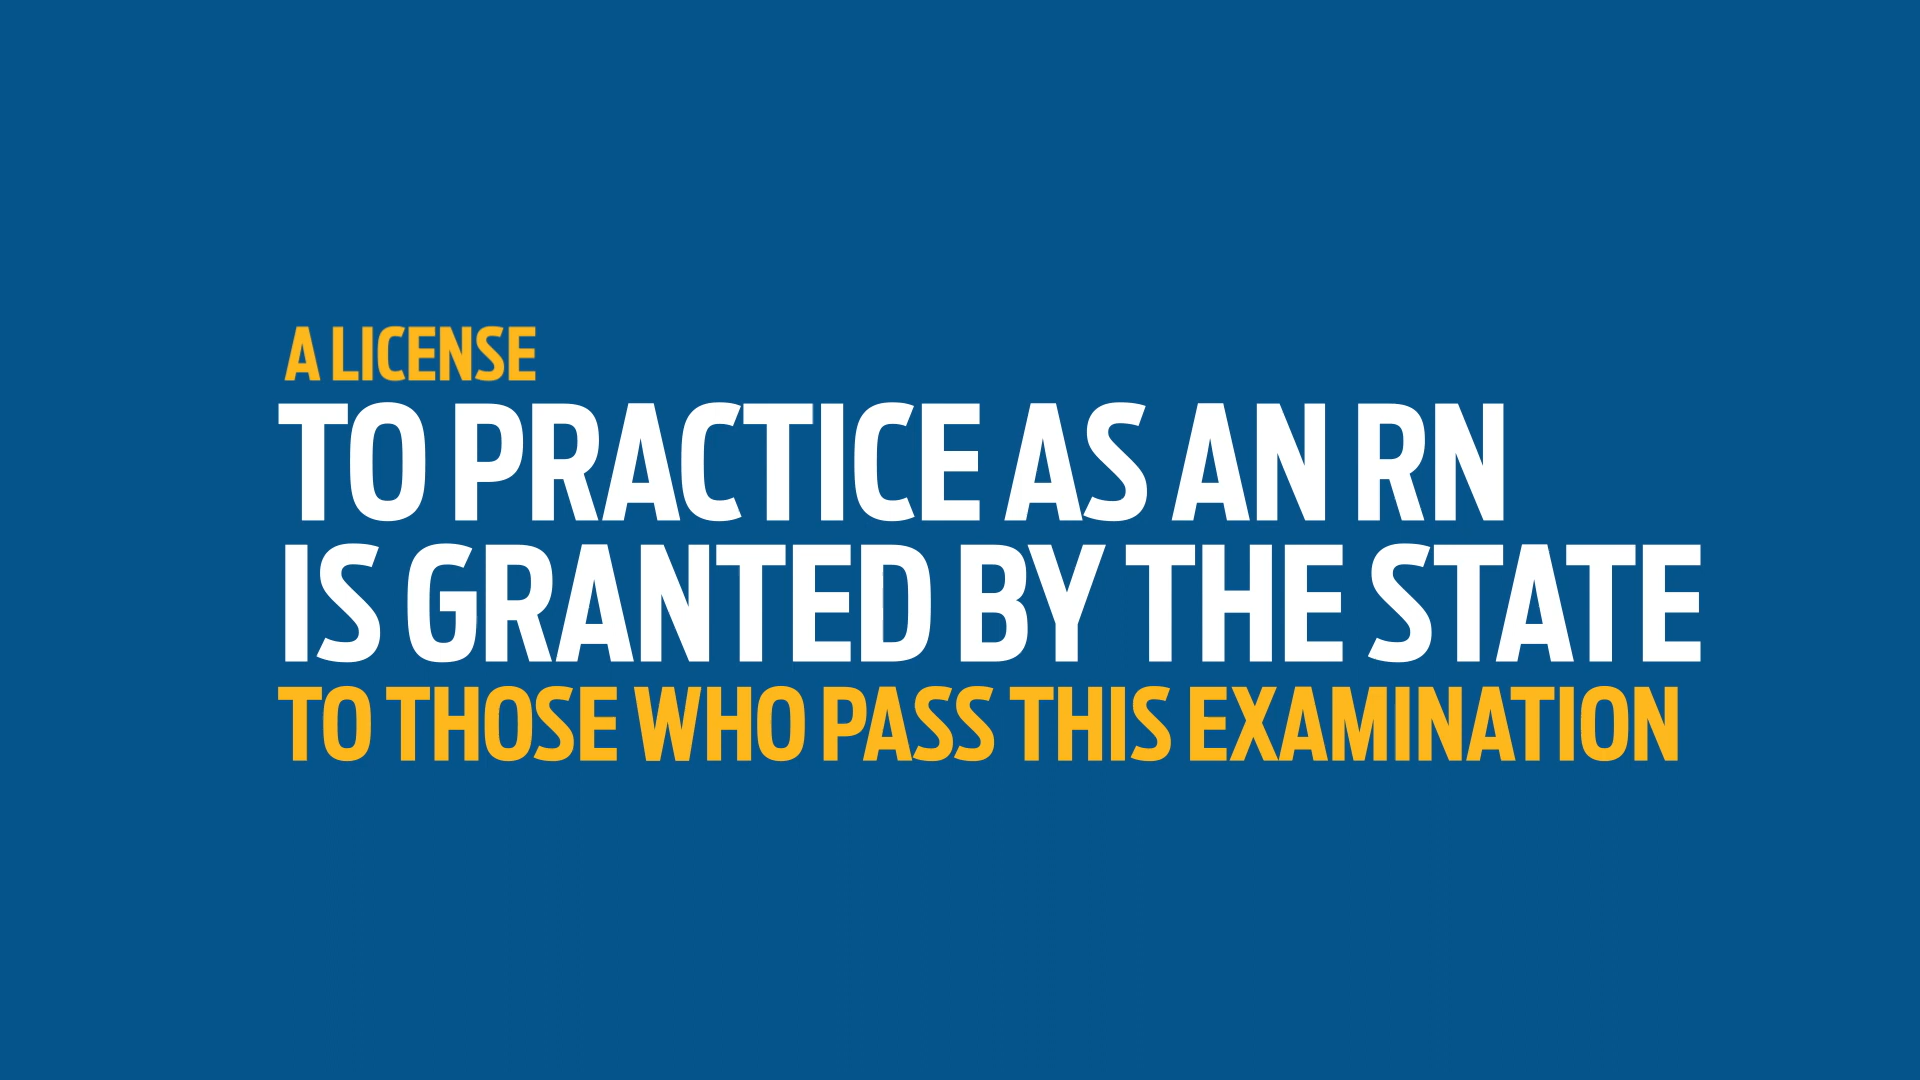 A LICENSE
TO PRACTICE AS AN RN
IS GRANTED BY THE STATE
TO THOSE WHO PASS THIS EXAMINATION